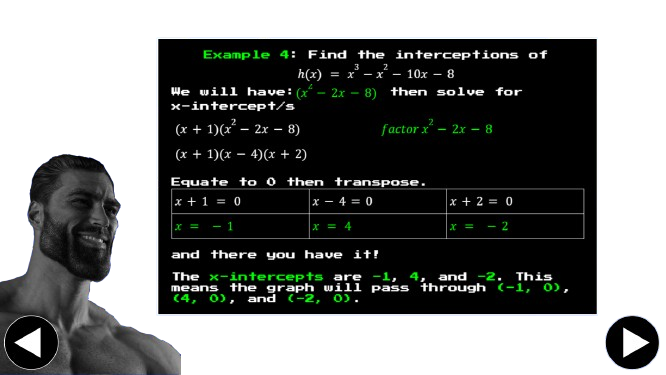 Example 4: Find the interceptions of
h(x) = x³ − x² − 10x − 8
We will have: (x² − 2x − 8) then solve for
x-intercept/s
(x + 1)(x² − 2x − 8) factor x² − 2x − 8
(x + 1)(x − 4)(x + 2)
Equate to 0 then transpose.
x + 1 = 0 x − 4 = 0 x + 2 = 0
x = − 1 x = 4 x = − 2
and there you have it!
The x-intercepts are -1, 4, and -2. This
means the graph will pass through (-1, 0),
(4, 0), and (-2, 0).